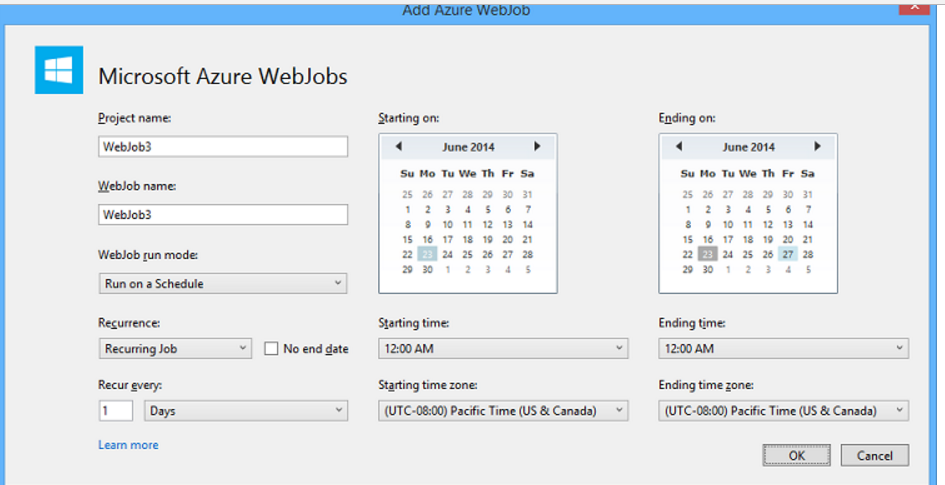 Add Azure WebJob
Microsoft Azure WebJobs
Project name:
WebJob3
WebJob name:
WebJob3
WebJob run mode:
Run on a Schedule
Recurrence:
Recurring Job
No end date
Recur every:
1 Days
Learn more
Starting on:
June 2014
Su Mo Tu We Th Fr Sa
25 26 27 28 29 30 31
1 2 3 4 5 6 7
8 9 10 11 12 13 14
15 16 17 18 19 20 21
22 23 24 25 26 27 28
29 30 1 2 3 4 5
Starting time:
12:00 AM
Starting time zone:
(UTC-08:00) Pacific Time (US & Canada)
Ending on:
June 2014
Su Mo Tu We Th Fr Sa
25 26 27 28 29 30 31
1 2 3 4 5 6 7
8 9 10 11 12 13 14
15 16 17 18 19 20 21
22 23 24 25 26 27 28
29 30 1 2 3 4 5
Ending time:
12:00 AM
Ending time zone:
(UTC-08:00) Pacific Time (US & Canada)
OK
Cancel